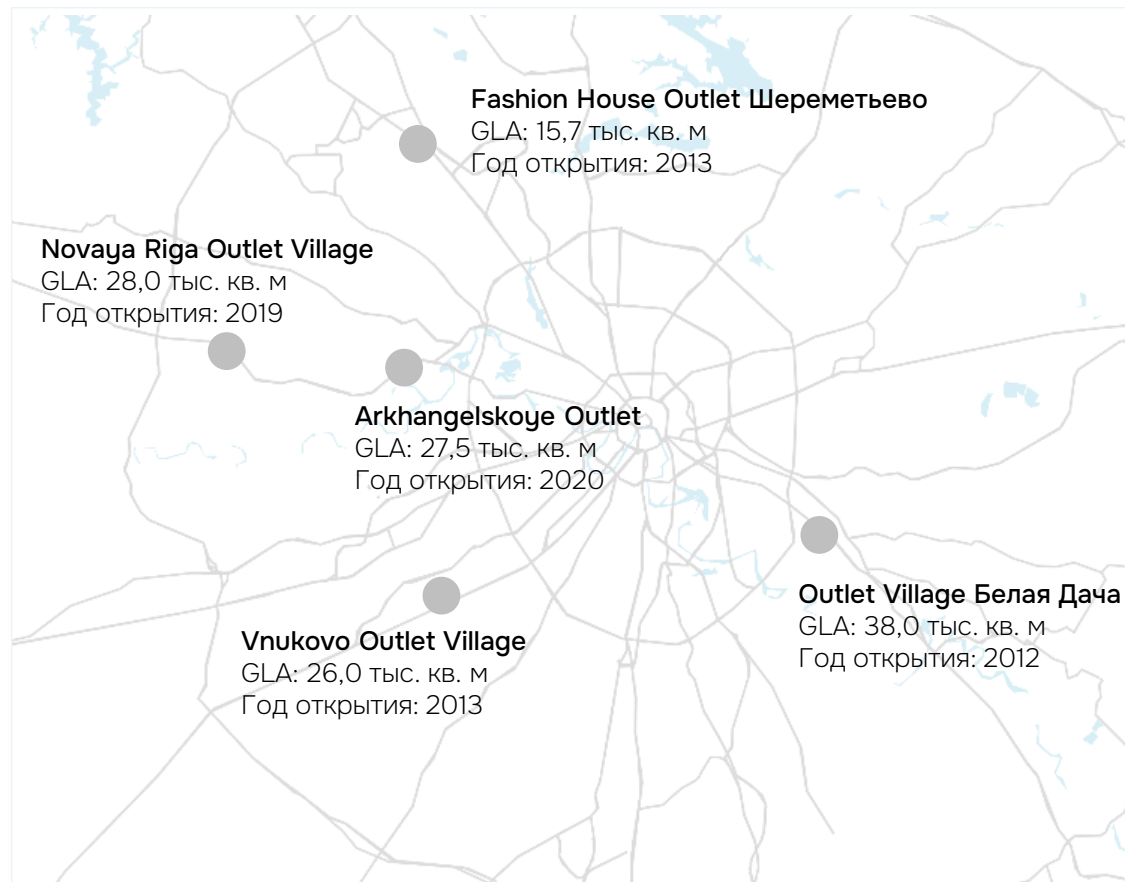 Fashion House Outlet Шереметьево
GLA: 15,7 тыс. кв. м
Год открытия: 2013
Novaya Riga Outlet Village
GLA: 28,0 тыс. кв. м
Год открытия: 2019
Arkhangelskoye Outlet
GLA: 27,5 тыс. кв. м
Год открытия: 2020
Outlet Village Белая Дача
GLA: 38,0 тыс. кв. м
Год открытия: 2012
Vnukovo Outlet Village
GLA: 26,0 тыс. кв. м
Год открытия: 2013